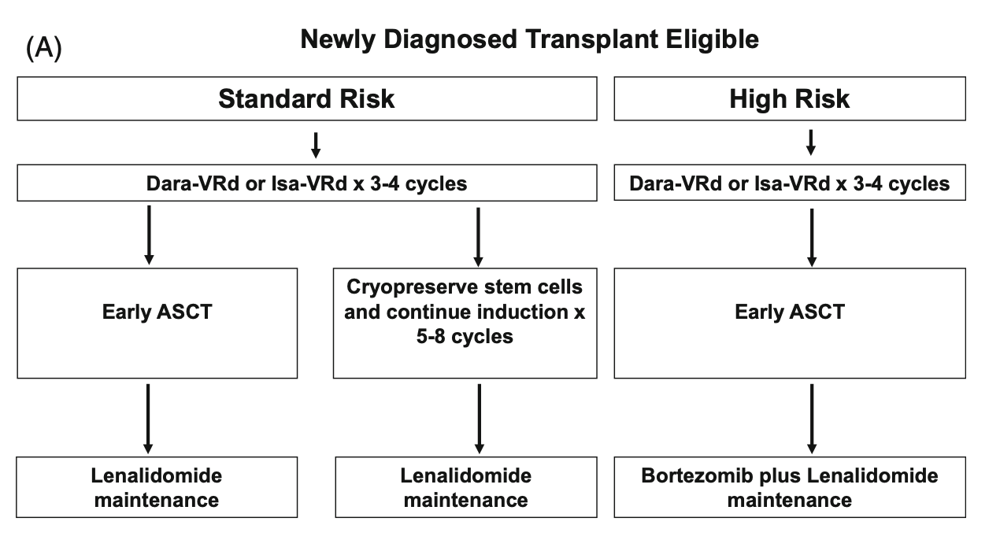 (A)
Newly Diagnosed Transplant Eligible
Standard Risk
High Risk
Dara-VRd or Isa-VRd x 3-4 cycles
Dara-VRd or Isa-VRd x 3-4 cycles
Early ASCT
Cryopreserve stem cells
and continue induction x
5-8 cycles
Early ASCT
Lenalidomide
maintenance
Lenalidomide
maintenance
Bortezomib plus Lenalidomide
maintenance